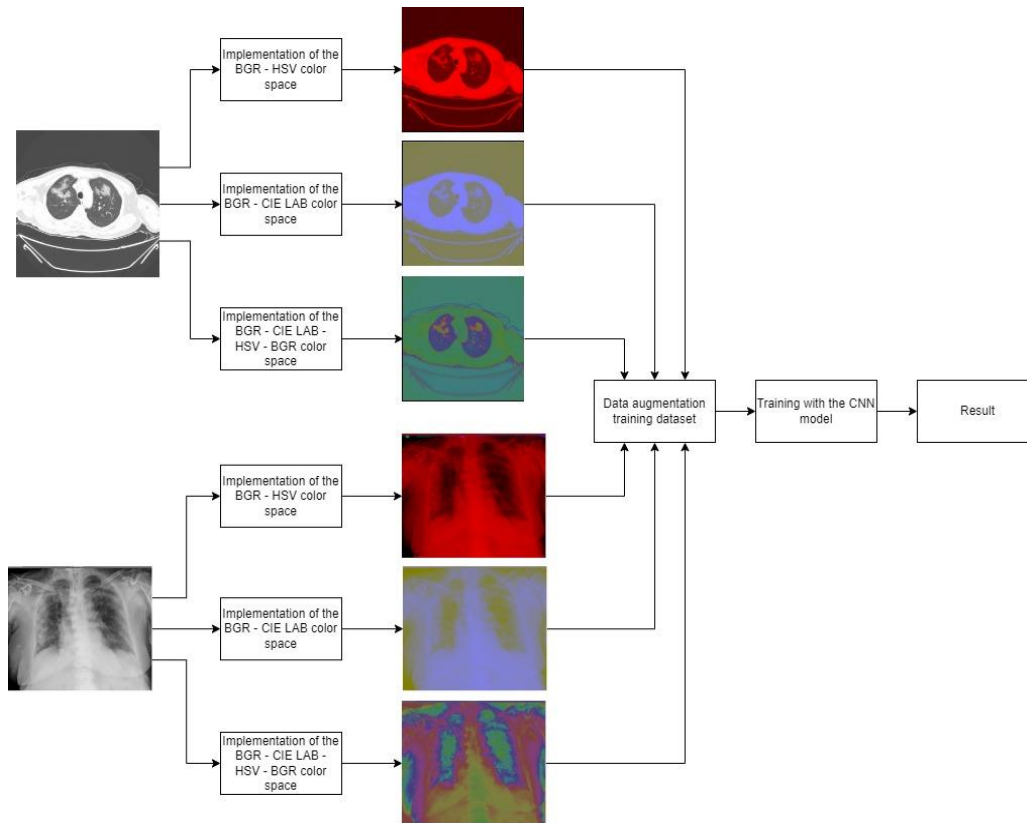 Implementation of the
BGR - HSV color
space
Implementation of the
BGR - CIE LAB color
space
Implementation of the
BGR - CIE LAB -
HSV - BGR color
space
Data augmentation
training dataset
Training with the CNN
model
Result
Implementation of the
BGR - HSV color
space
Implementation of the
BGR - CIE LAB color
space
Implementation of the
BGR - CIE LAB -
HSV - BGR color
space